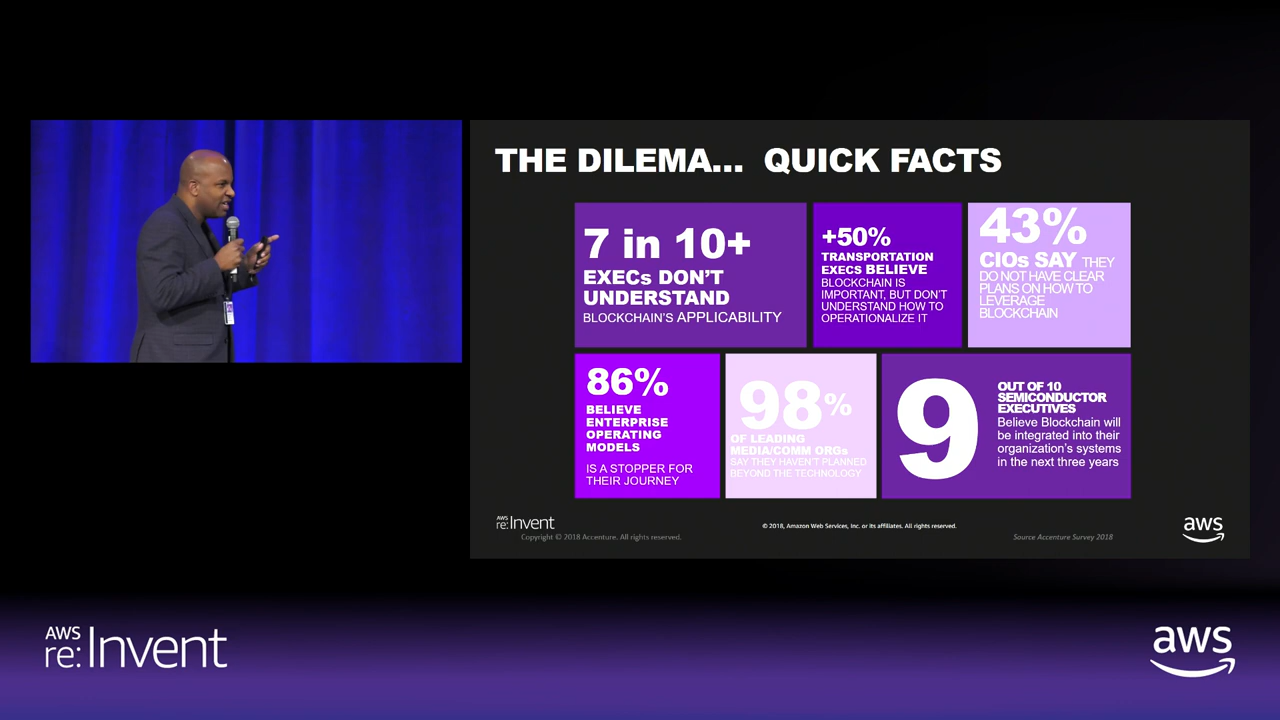 THE DILEMA... QUICK FACTS
7 in 10+
EXECs DON'T
UNDERSTAND
BLOCKCHAIN'S APPLICABILITY
+50%
TRANSPORTATION
EXECS BELIEVE
BLOCKCHAIN IS
IMPORTANT, BUT DON'T
UNDERSTAND HOW TO
OPERATIONALIZE IT
43%
CIOs SAY THEY
DO NOT HAVE CLEAR
PLANS ON HOW TO
LEVERAGE
BLOCKCHAIN
86%
BELIEVE
ENTERPRISE
OPERATING
MODELS
IS A STOPPER FOR
THEIR JOURNEY
98%
OF LEADING
MEDIA/COMM ORGs
SAY THEY HAVEN'T PLANNED
BEYOND THE TECHNOLOGY
9
OUT OF 10
SEMICONDUCTOR
EXECUTIVES
Believe Blockchain will
be integrated into their
organization's systems
in the next three years
AWS
re:Invent
© 2018, Amazon Web Services, Inc. or its affiliates. All rights reserved.
aws
Copyright © 2018 Accenture. All rights reserved.
Source Accenture Survey 2018
AWS
re:Invent
aws